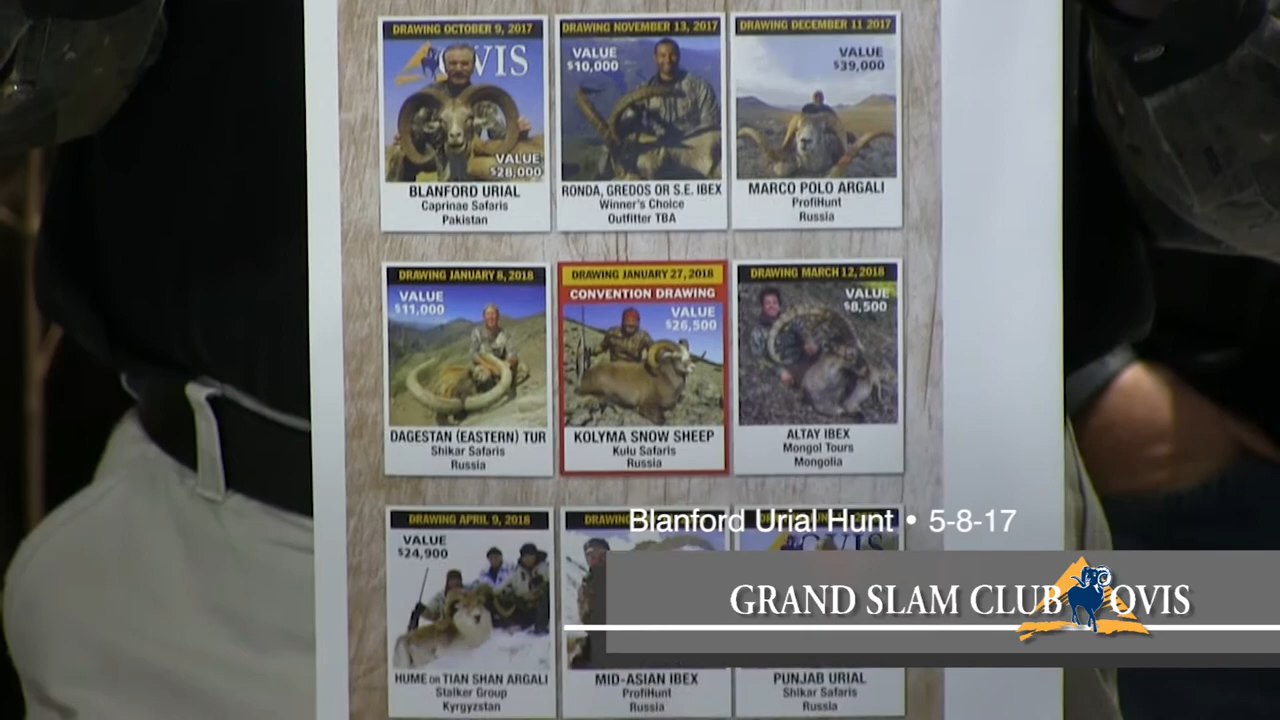 DRAWING OCTOBER 9, 2017
OVIS
VALUE
$28,000
BLANFORD URIAL
Caprinae Safaris
Pakistan
DRAWING NOVEMBER 13, 2017
VALUE
$10,000
RONDA, GREDOS OR S.E. IBEX
Winner's Choice
Outfitter TBA
DRAWING DECEMBER 11 2017
VALUE
$39,000
MARCO POLO ARGALI
ProfiHunt
Russia
DRAWING JANUARY 8, 2018
VALUE
$11,000
DAGESTAN (EASTERN) TUR
Shikar Safaris
Russia
DRAWING JANUARY 27, 2018
CONVENTION DRAWING
VALUE
$26,500
KOLYMA SNOW SHEEP
Kulu Safaris
Russia
DRAWING MARCH 12, 2018
VALUE
$8,500
ALTAY IBEX
Mongol Tours
Mongolia
DRAWING APRIL 9, 2018
VALUE
$24,900
HUME OR TIAN SHAN ARGALI
Stalker Group
Kyrgyzstan
MID-ASIAN IBEX
ProfiHunt
Russia
OVIS
PUNJAB URIAL
Shikar Safaris
Russia
Blanford Urial Hunt • 5-8-17
GRAND SLAM CLUB OVIS